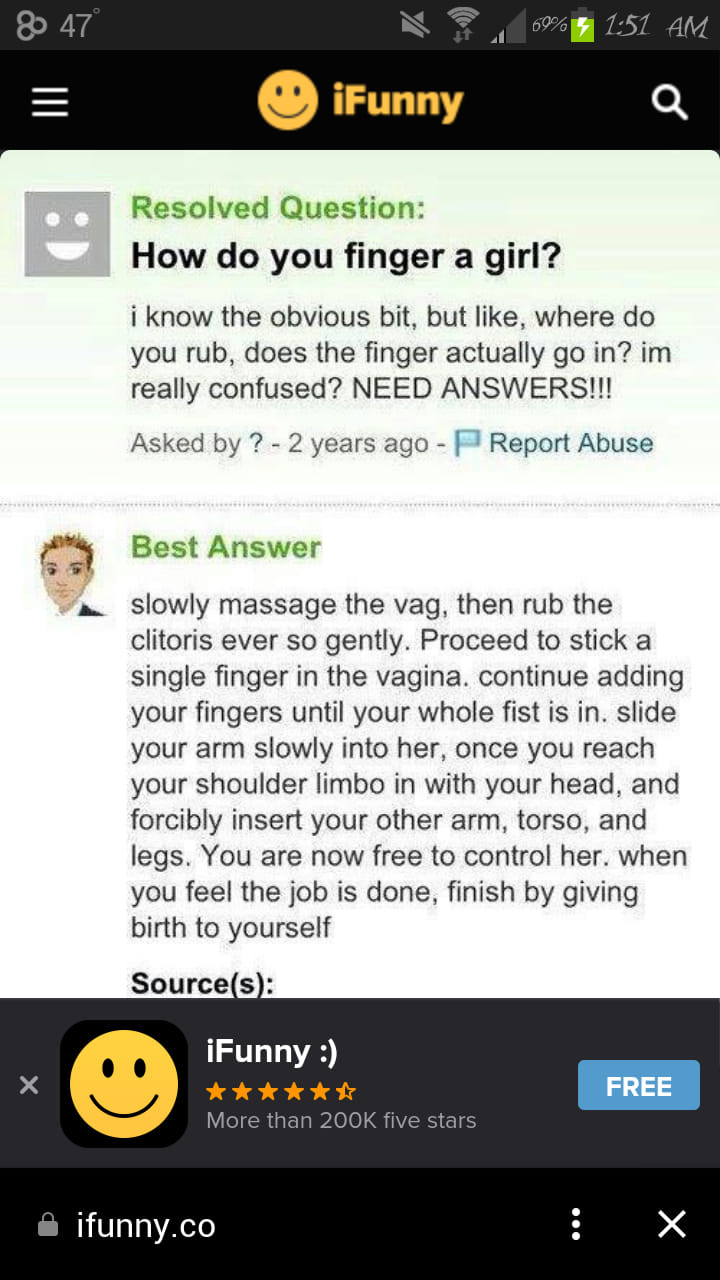 47°
69% 1:51 AM
iFunny
Resolved Question:
How do you finger a girl?
i know the obvious bit, but like, where do
you rub, does the finger actually go in? im
really confused? NEED ANSWERS!!!
Asked by ? - 2 years ago - Report Abuse
Best Answer
slowly massage the vag, then rub the
clitoris ever so gently. Proceed to stick a
single finger in the vagina. continue adding
your fingers until your whole fist is in. slide
your arm slowly into her, once you reach
your shoulder limbo in with your head, and
forcibly insert your other arm, torso, and
legs. You are now free to control her. when
you feel the job is done, finish by giving
birth to yourself
Source(s):
iFunny :)
More than 200K five stars
FREE
ifunny.co